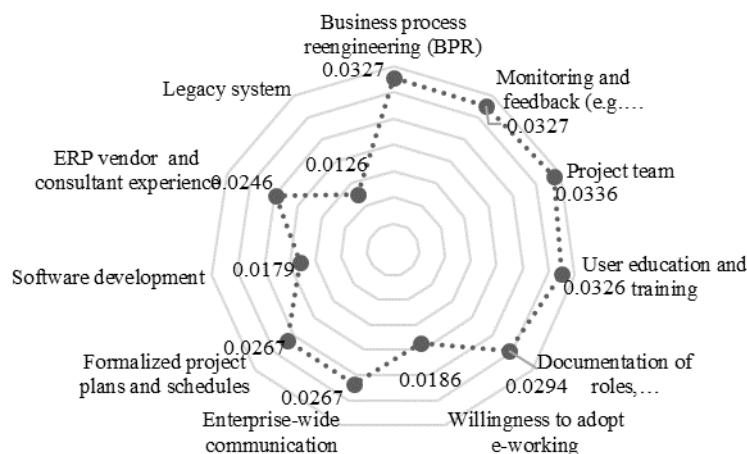 Business process
reengineering (BPR)
0.0327
Monitoring and
feedback (e.g.…
0.0327
Project team
0.0336
User education and
training
0.0326
Documentation of
roles,…
0.0294
Willingness to adopt
e-working
0.0186
Enterprise-wide
communication
0.0267
Formalized project
plans and schedules
0.0267
Software development
0.0179
ERP vendor and
consultant experience
0.0246
Legacy system
0.0126